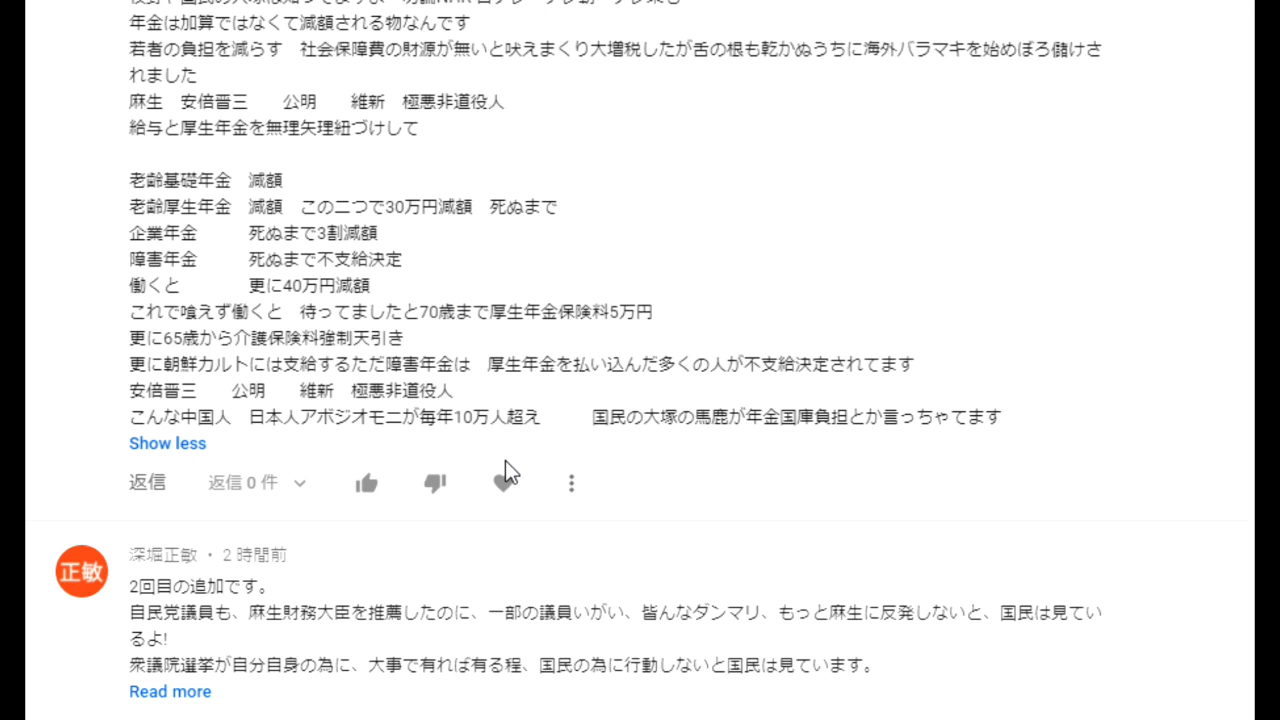 年金は加算ではなくて減額される物なんです
若者の負担を減らす 社会保障費の財源が無いと吠えまくり大増税したが舌の根も乾かぬうちに海外バラマキを始めぼろ儲けさ
れました
麻生 安倍晋三 公明 維新 極悪非道役人
給与と厚生年金を無理矢理紐づけして
老齢基礎年金 減額
老齢厚生年金 減額 この二つで30万円減額 死ぬまで
企業年金 死ぬまで3割減額
障害年金 死ぬまで不支給決定
働くと 更に40万円減額
これで喰えず働くと 待ってましたと70歳まで厚生年金保険料5万円
更に65歳から介護保険料強制天引き
更に朝鮮カルトには支給するただ障害年金は 厚生年金を払い込んだ多くの人が不支給決定されてます
安倍晋三 公明 維新 極悪非道役人
こんな中国人 日本人アボジオモニが毎年10万人超え 国民の大塚の馬鹿が年金国庫負担とか言っちゃてます
Show less
返信 返信 0 件
深堀正敏 • 2 時間前
正敏
2回目の追加です。
自民党議員も、麻生財務大臣を推薦したのに、一部の議員いがい、皆んなダンマリ、もっと麻生に反発しないと、国民は見てい
るよ!
衆議院選挙が自分自身の為に、大事で有れば有る程、国民の為に行動しないと国民は見ています。
Read more